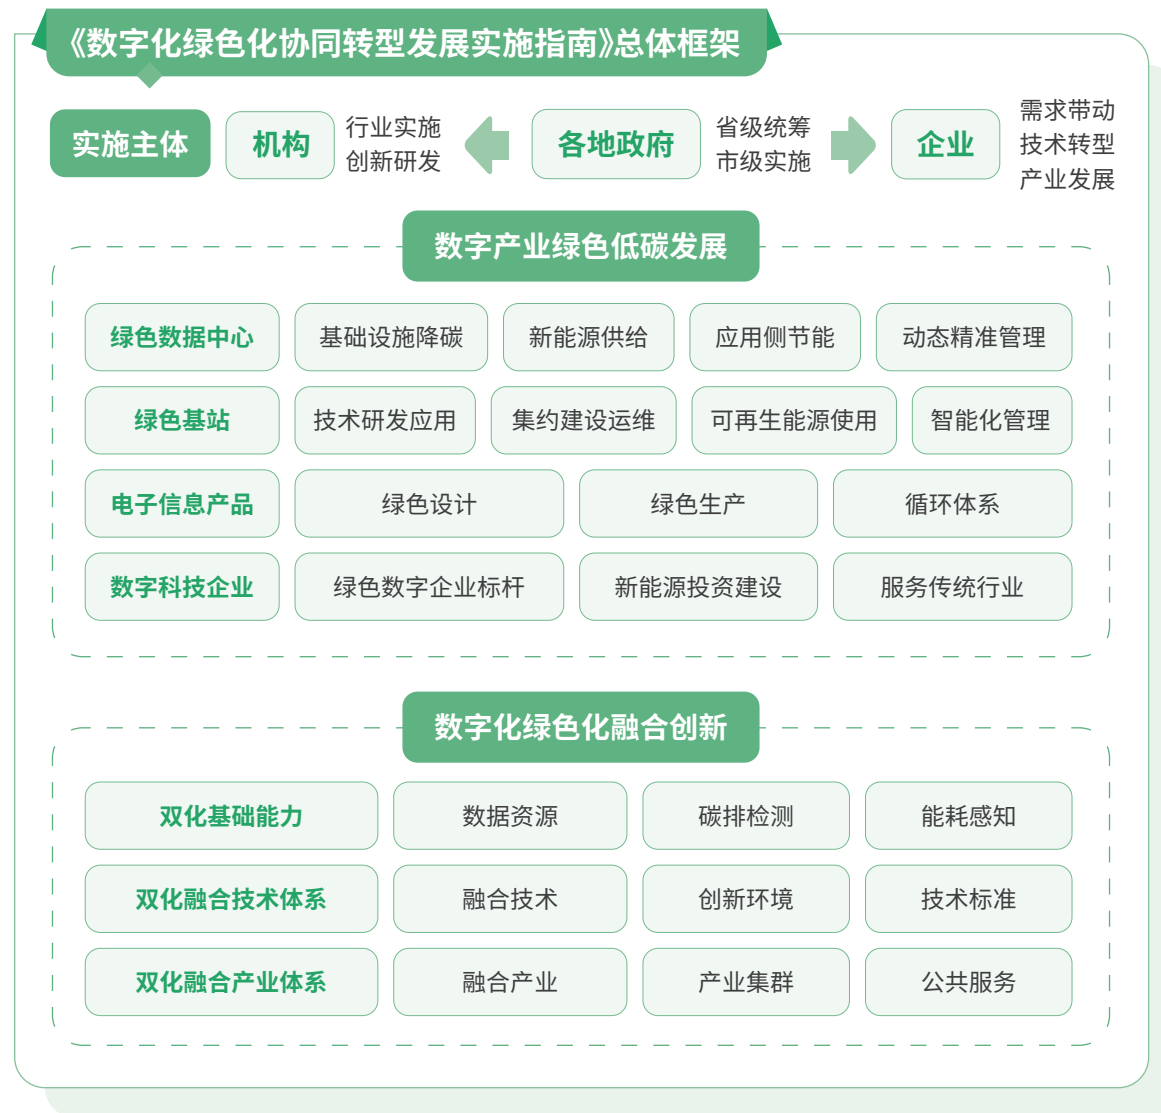 《数字化绿色化协同转型发展实施指南》总体框架
实施主体
机构
行业实施
创新研发
各地政府
省级统筹
市级实施
企业
需求带动
技术转型
产业发展
数字产业绿色低碳发展
绿色数据中心
基础设施降碳
新能源供给
应用侧节能
动态精准管理
绿色基站
技术研发应用
集约建设运维
可再生能源使用
智能化管理
电子信息产品
绿色设计
绿色生产
循环体系
数字科技企业
绿色数字企业标杆
新能源投资建设
服务传统行业
数字化绿色化融合创新
双化基础能力
数据资源
碳排检测
能耗感知
双化融合技术体系
融合技术
创新环境
技术标准
双化融合产业体系
融合产业
产业集群
公共服务